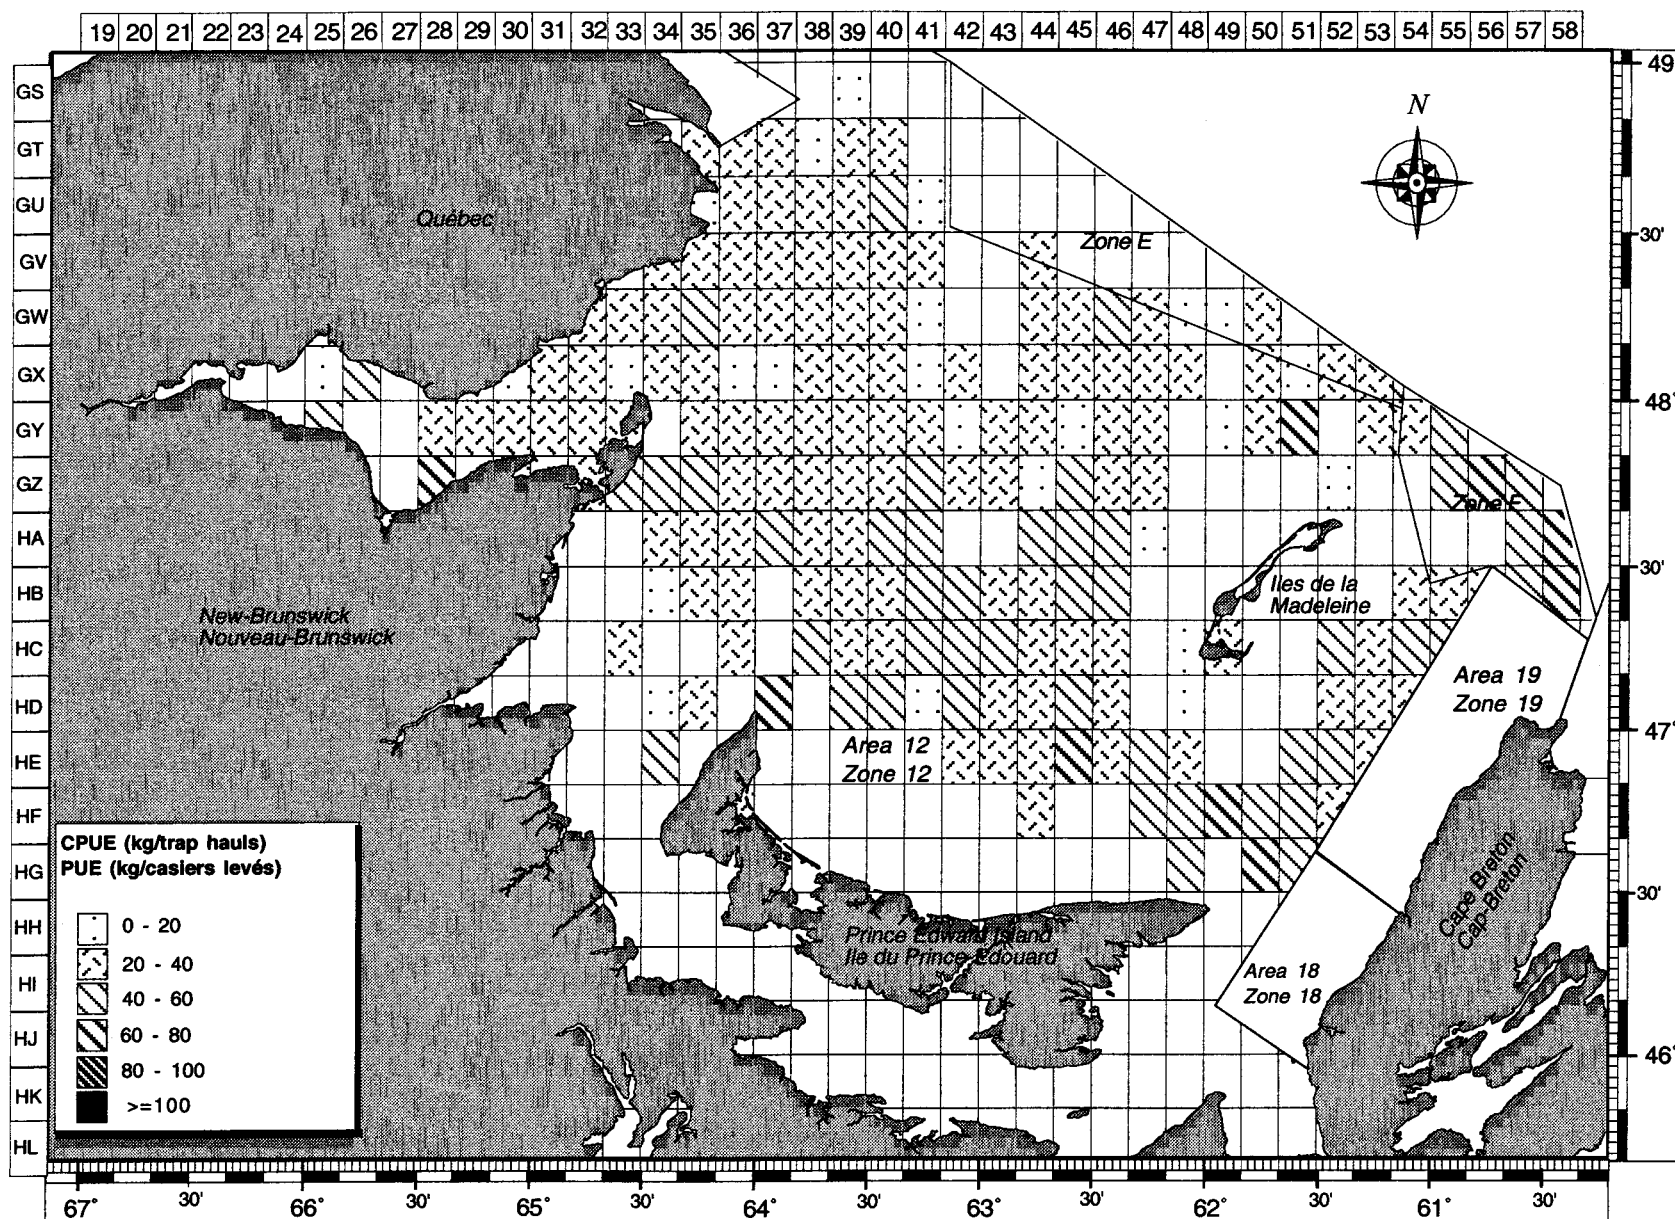 19 20 21 22 23 24 25 26 27 28 29 30 31 32 33 34 35 36 37 38 39 40 41 42 43 44 45 46 47 48 49 50 51 52 53 54 55 56 57 58
49
GS
N
GT
GU
Québec
30'
Zone E
GV
GW
GX
48°
GY
GZ
Zone F
HA
30'
HB
Iles de la
Madeleine
New-Brunswick
Nouveau-Brunswick
HC
Area 19
Zone 19
HD
47°
Area 12
Zone 12
HE
HF
CPUE (kg/trap hauls)
PUE (kg/casiers levés)
HG
30'
Cape Breton
Cap-Breton
0 - 20
HH
Prince Edward Island
Ile du Prince Edouard
20 - 40
Area 18
Zone 18
HI
40 - 60
60 - 80
HJ
46°
80 - 100
HK
>=100
HL
67° 30' 66° 30' 65° 30' 64° 30' 63° 30' 62° 30' 61° 30'